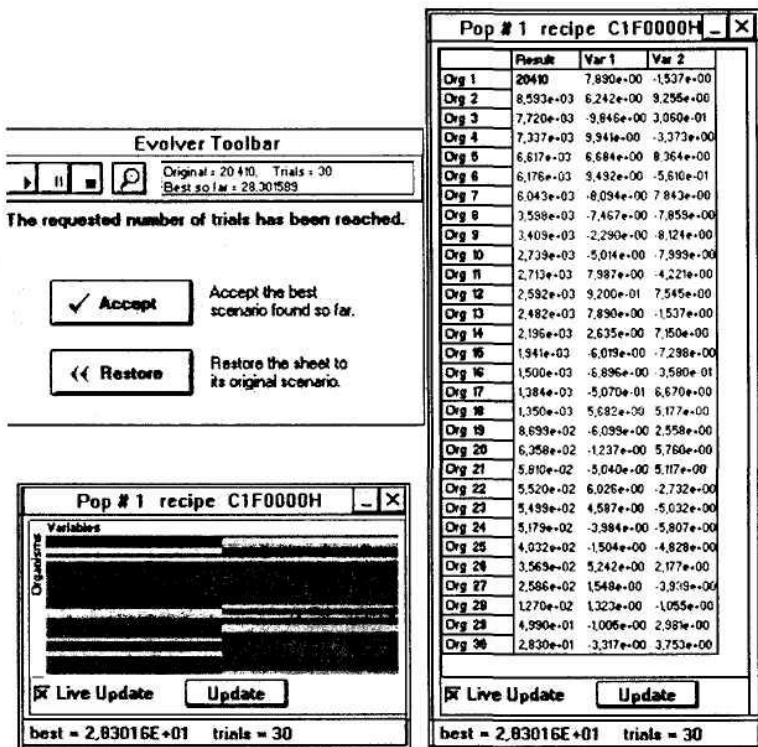 Evolver Toolbar
Original = 20 410, Trials = 30
Best so far = 28.301589
The requested number of trials has been reached.
Accept
Accept the best
scenario found so far.
Restore
Restore the sheet to
its original scenario.
Pop # 1 recipe C1F0000H
Variables
Organisms
Live Update Update
best = 2,83016E+01 trials = 30
Pop # 1 recipe C1F0000H
Result Var 1 Var 2
Org 1 20410 7,890e+00 -1,537e+00
Org 2 8,593e+03 6,242e+00 9,255e+00
Org 3 7,720e+03 -9,846e+00 3,060e-01
Org 4 7,337e+03 9,941e+00 -3,373e+00
Org 5 6,617e+03 6,684e+00 8,364e+00
Org 6 6,176e+03 9,492e+00 -5,610e-01
Org 7 6,043e+03 -8,094e+00 7,843e+00
Org 8 3,598e+03 -7,467e+00 -7,859e+00
Org 9 3,409e+03 -2,290e+00 -8,124e+00
Org 10 2,739e+03 -5,014e+00 -7,999e+00
Org 11 2,713e+03 7,987e+00 -4,221e+00
Org 12 2,592e+03 9,200e-01 7,545e+00
Org 13 2,482e+03 7,890e+00 -1,537e+00
Org 14 2,196e+03 2,635e+00 7,150e+00
Org 15 1,941e+03 -6,019e+00 -7,298e+00
Org 16 1,500e+03 -6,896e+00 -3,580e-01
Org 17 1,384e+03 -5,070e-01 6,670e+00
Org 18 1,350e+03 5,682e+00 5,177e+00
Org 19 8,699e+02 -6,099e+00 2,558e+00
Org 20 6,358e+02 -1,237e+00 5,760e+00
Org 21 5,810e+02 -5,040e+00 5,117e+00
Org 22 5,520e+02 6,026e+00 -2,732e+00
Org 23 5,499e+02 4,587e+00 -5,032e+00
Org 24 5,179e+02 -3,984e+00 -5,807e+00
Org 25 4,032e+02 -1,504e+00 -4,828e+00
Org 26 3,569e+02 5,242e+00 2,177e+00
Org 27 2,586e+02 1,548e+00 -3,939e+00
Org 28 1,270e+02 1,323e+00 -1,055e+00
Org 29 4,990e+01 -1,006e+00 2,981e+00
Org 30 2,830e+01 -3,317e+00 3,753e+00
Live Update Update
best = 2,83016E+01 trials = 30